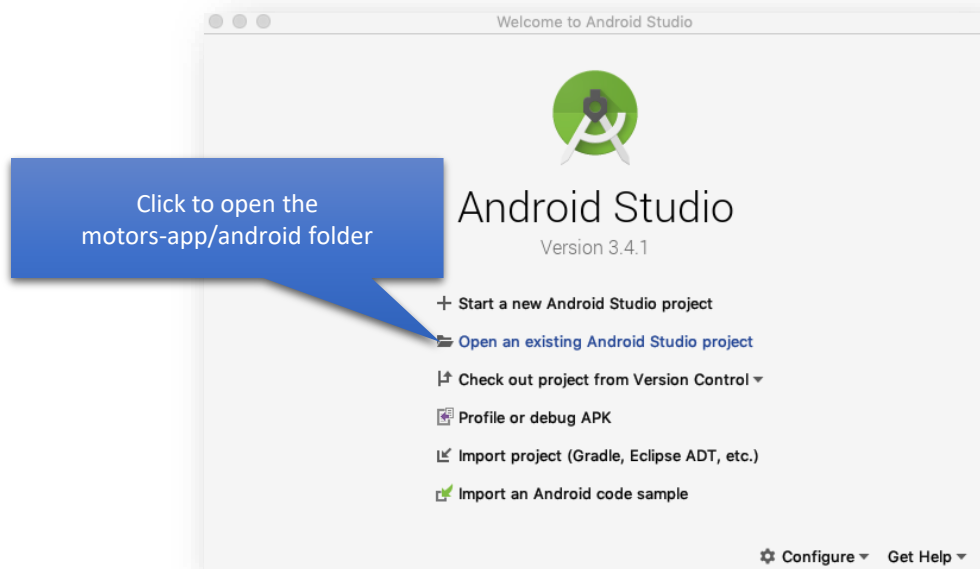 Welcome to Android Studio
Click to open the
motors-app/android folder
Android Studio
Version 3.4.1
Start a new Android Studio project
Open an existing Android Studio project
Check out project from Version Control
Profile or debug APK
Import project (Gradle, Eclipse ADT, etc.)
Import an Android code sample
Configure Get Help